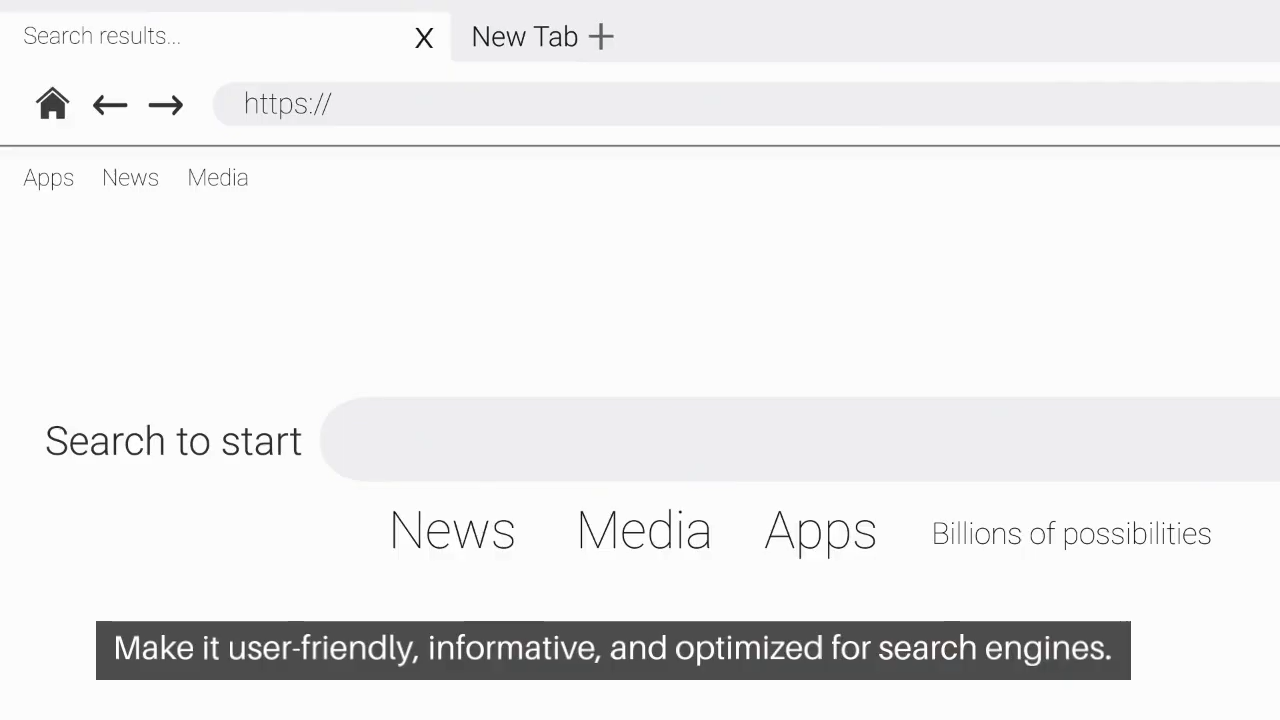 Search results... X New Tab +
https://
Apps News Media
Search to start
News Media Apps Billions of possibilities
Make it user-friendly, informative, and optimized for search engines.